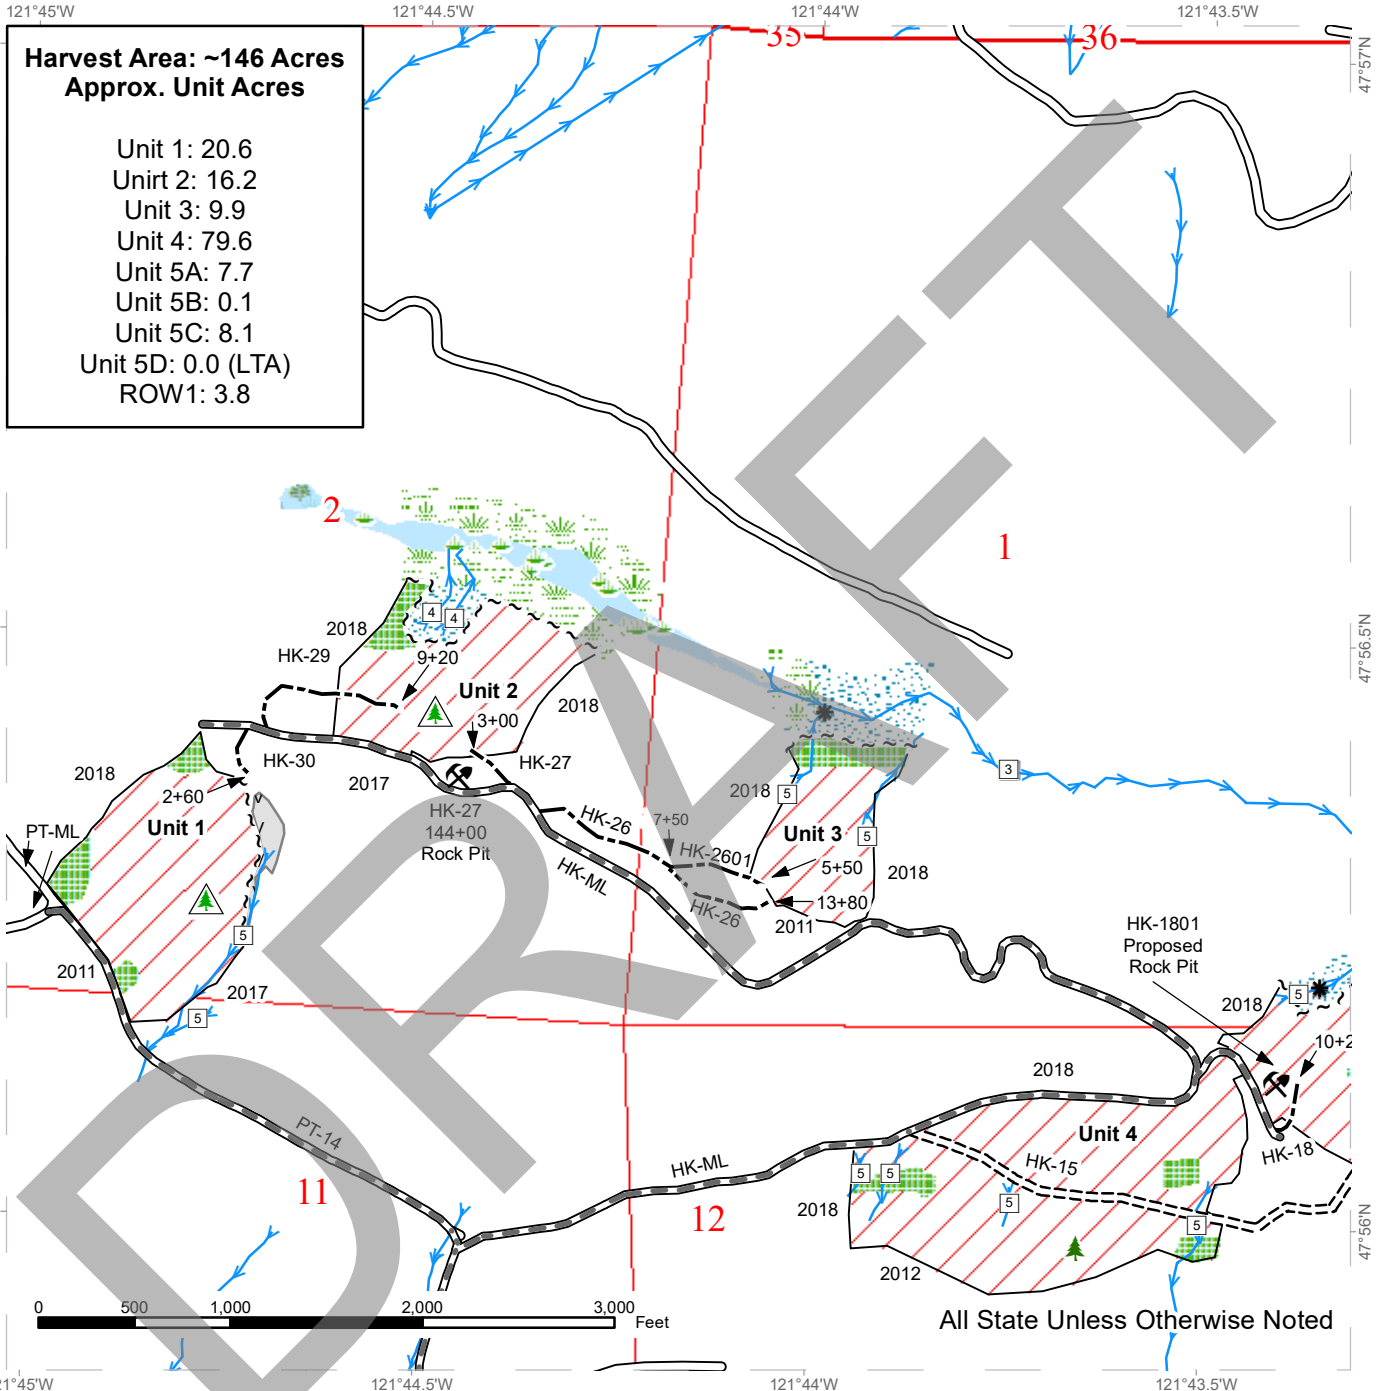 121°45'W
121°44.5'W
121°44'W
121°43.5'W
Harvest Area: ~146 Acres
Approx. Unit Acres
Unit 1: 20.6
Unirt 2: 16.2
Unit 3: 9.9
Unit 4: 79.6
Unit 5A: 7.7
Unit 5B: 0.1
Unit 5C: 8.1
Unit 5D: 0.0 (LTA)
ROW1: 3.8
35
36
47°57'N
DRAFT
2
1
4
4
2018
HK-29
9+20
47°56.5'N
Unit 2
2018
3+00
HK-30
HK-27
2018
2017
3
2+60
2018
5
HK-27
144+00
Rock Pit
HK-26
7+50
PT-ML
Unit 1
Unit 3
5
HK-2601
HK-ML
5+50
2018
13+80
HK-26
2011
HK-1801
Proposed
Rock Pit
5
2011
2017
5
2018
5
10+2
2018
PT-14
Unit 4
HK-18
HK-ML
HK-15
5
5
11
12
2018
5
5
47°56'N
2012
0
500
1,000
2,000
3,000
Feet
All State Unless Otherwise Noted
21°45'W
121°44.5'W
121°44'W
121°43.5'W